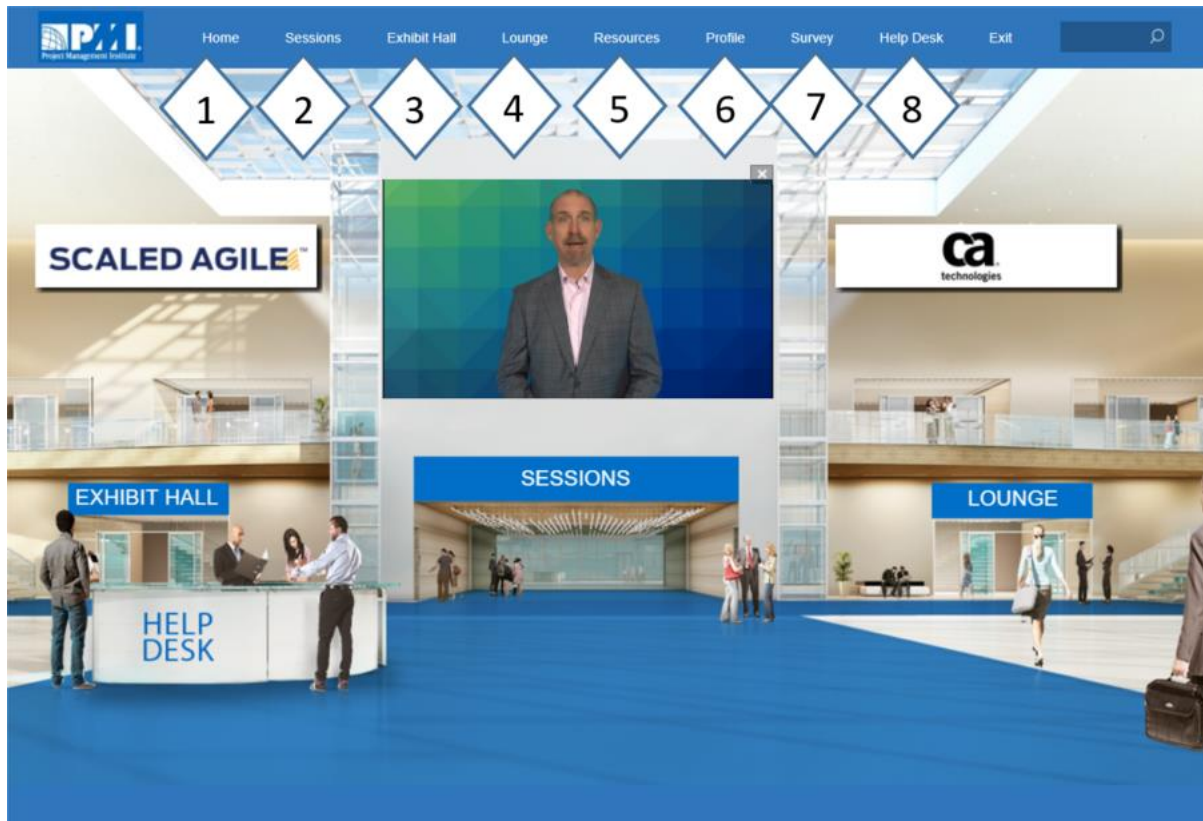 PMI
Project Management Institute
Home Sessions Exhibit Hall Lounge Resources Profile Survey Help Desk Exit
1 2 3 4 5 6 7 8
SCALED AGILE™
ca
technologies
SESSIONS
EXHIBIT HALL
LOUNGE
HELP
DESK